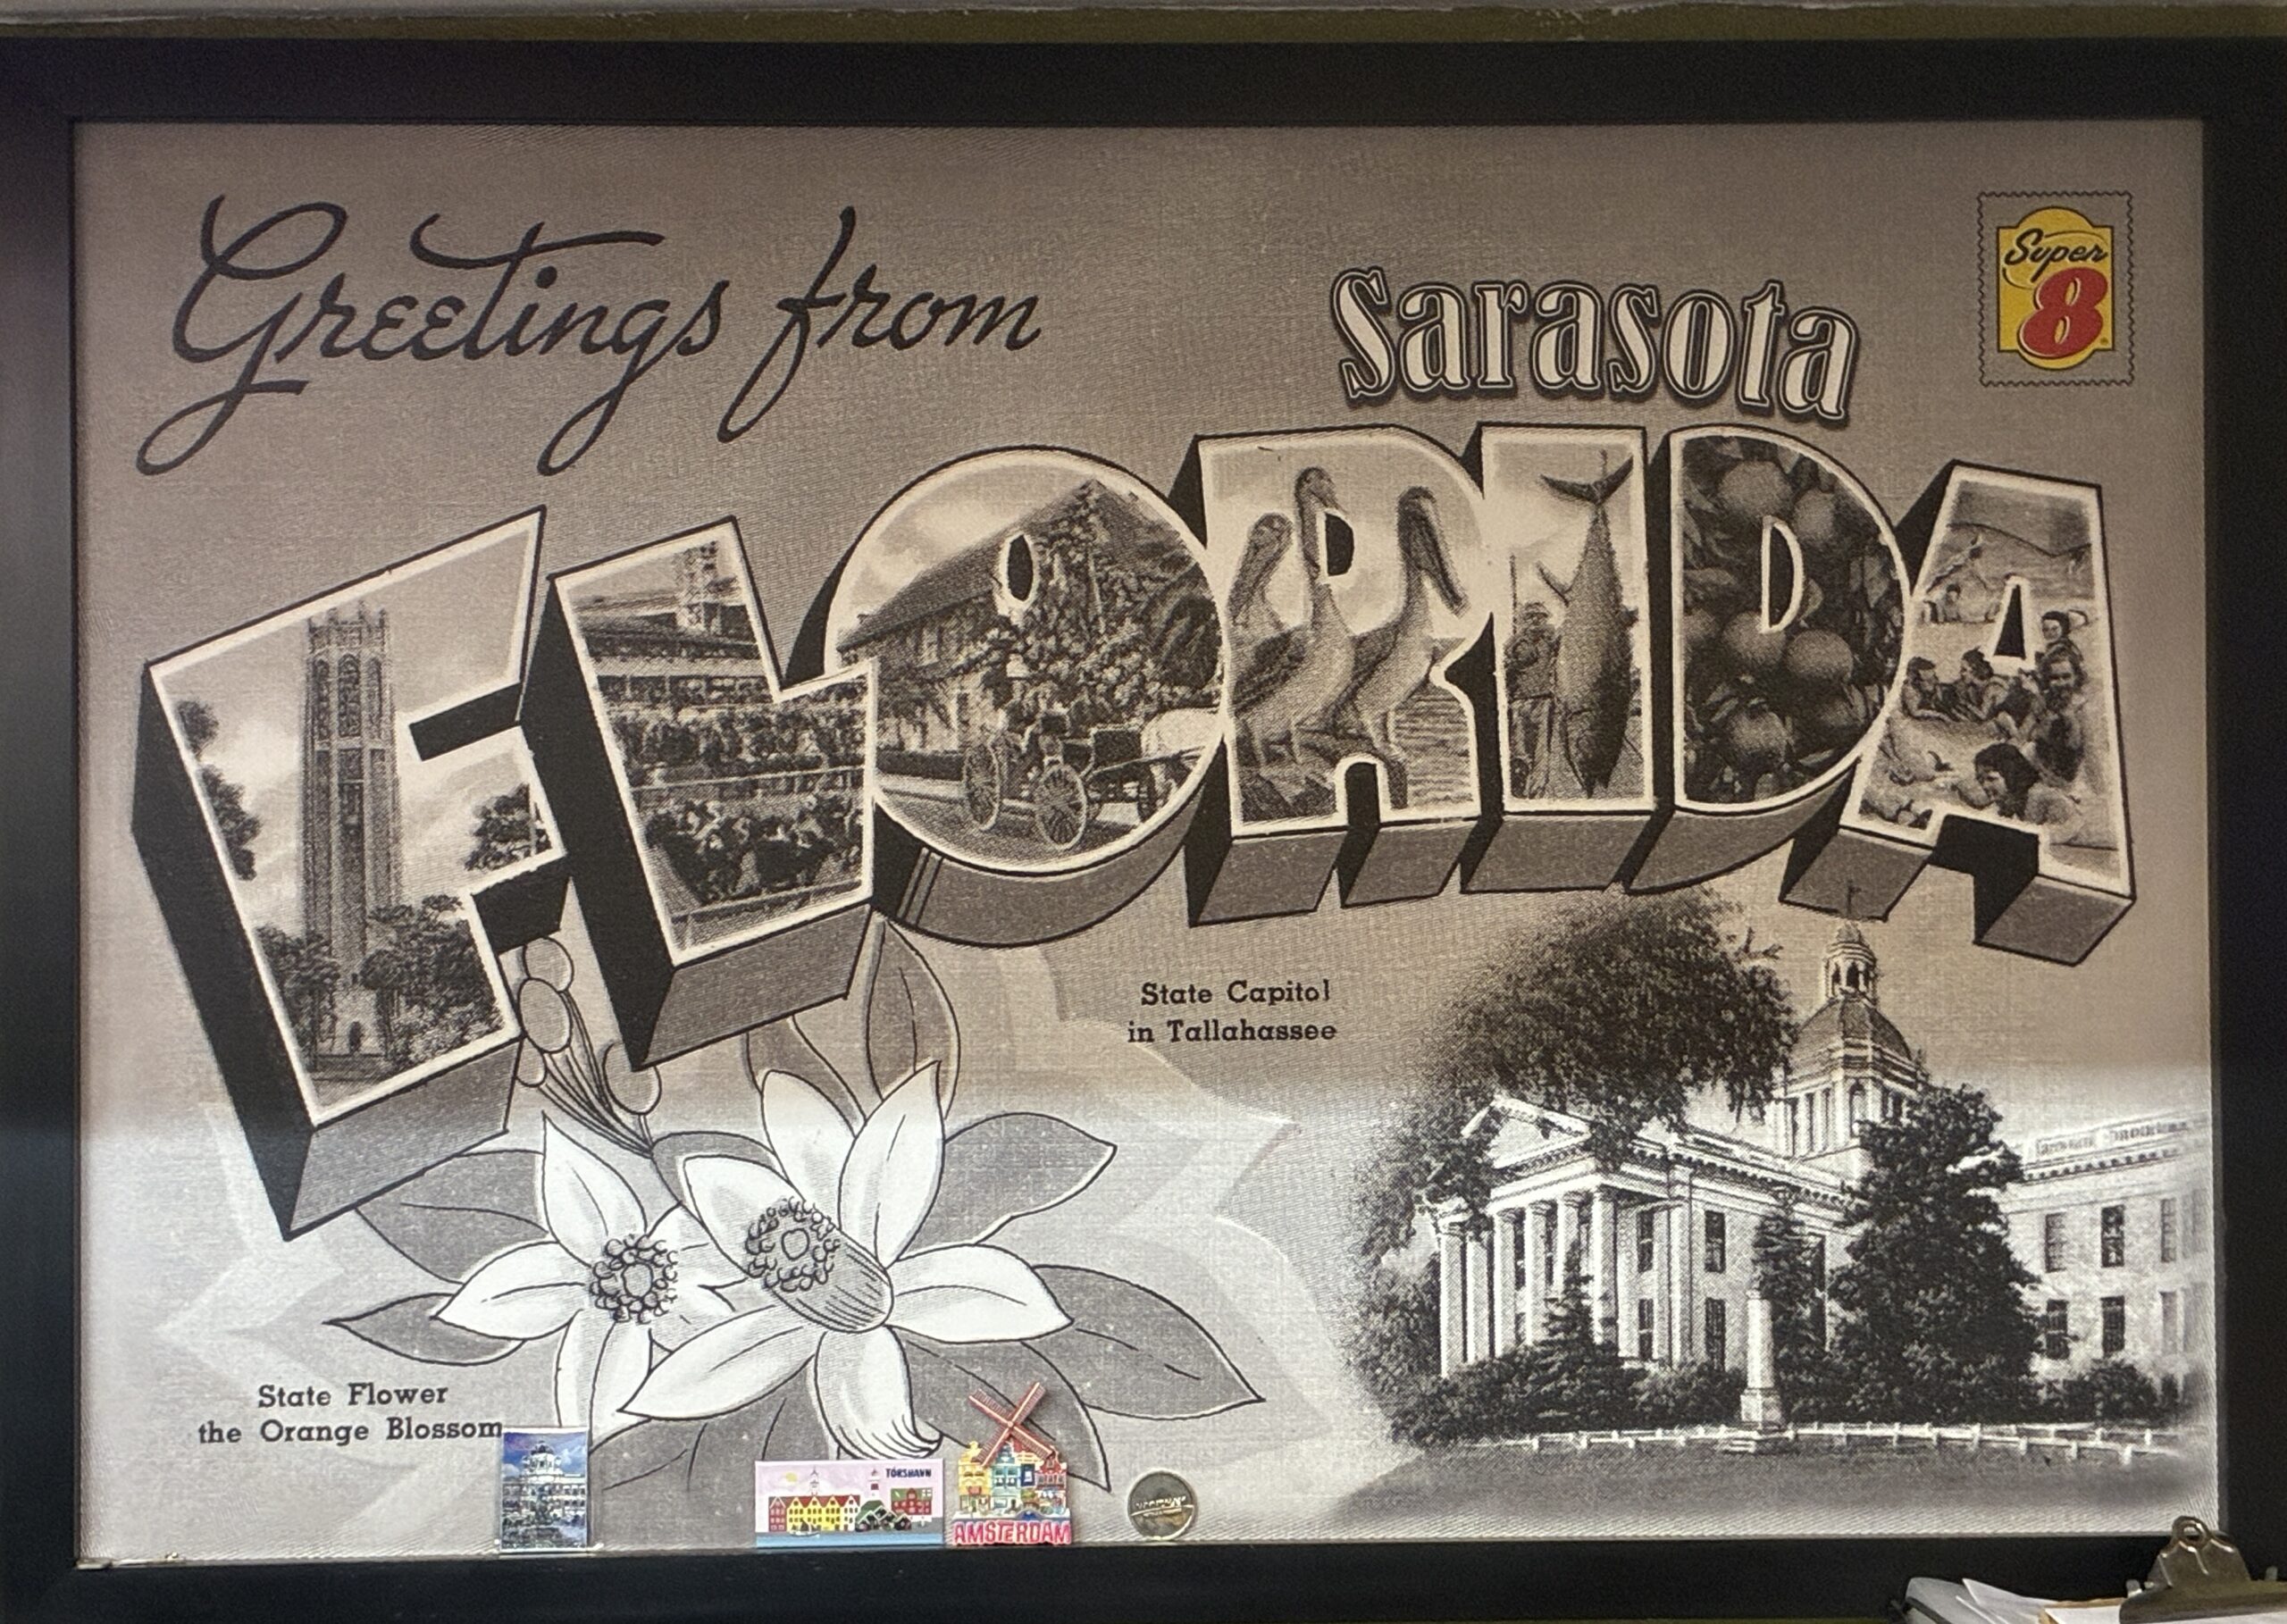 Greetings from
Sarasota
Super
8
FLORIDA
State Capitol
in Tallahassee
State Flower
the Orange Blossom
TÓRSHAVN
AMSTERDAM